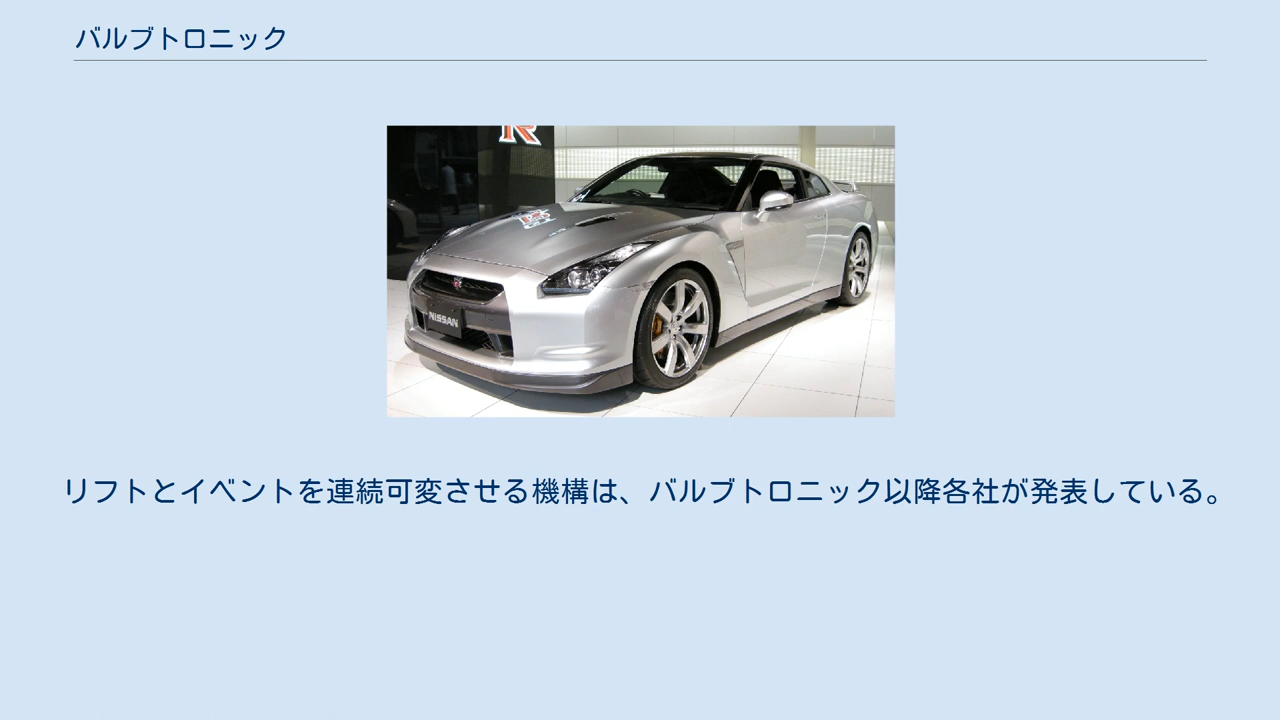 バルブトロニック
R
R
NISSAN
リフトとイベントを連続可変させる機構は、バルブトロニック以降各社が発表している。